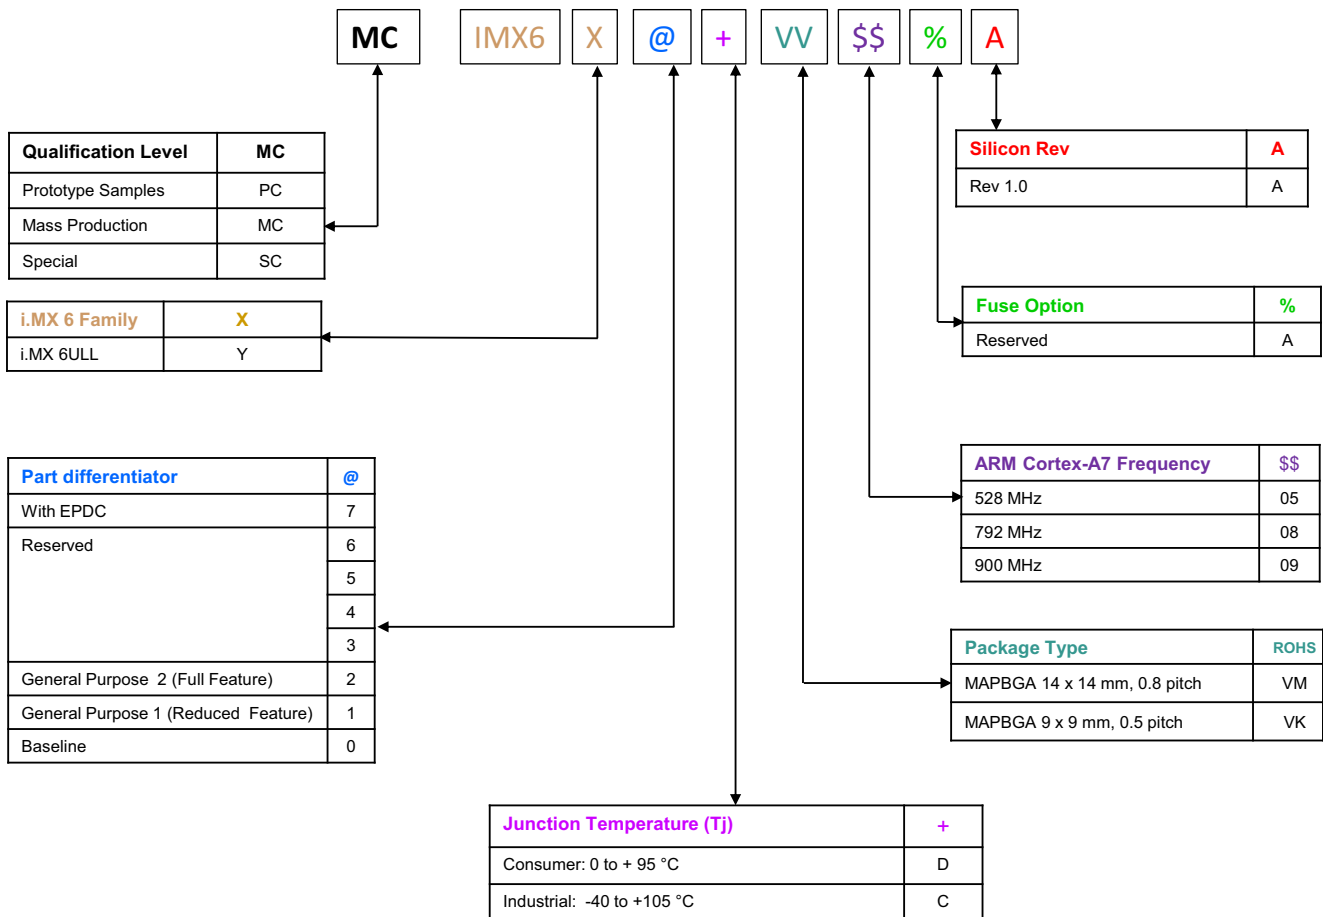 MC IMX6 X @ + VV $$ % A
Qualification Level MC
Prototype Samples PC
Mass Production MC
Special SC
Silicon Rev A
Rev 1.0 A
i.MX 6 Family X
i.MX 6ULL Y
Fuse Option %
Reserved A
Part differentiator @
With EPDC 7
Reserved 6
5
4
3
General Purpose 2 (Full Feature) 2
General Purpose 1 (Reduced Feature) 1
Baseline 0
ARM Cortex-A7 Frequency $$
528 MHz 05
792 MHz 08
900 MHz 09
Package Type ROHS
MAPBGA 14 x 14 mm, 0.8 pitch VM
MAPBGA 9 x 9 mm, 0.5 pitch VK
Junction Temperature (Tj) +
Consumer: 0 to + 95 °C D
Industrial: -40 to +105 °C C